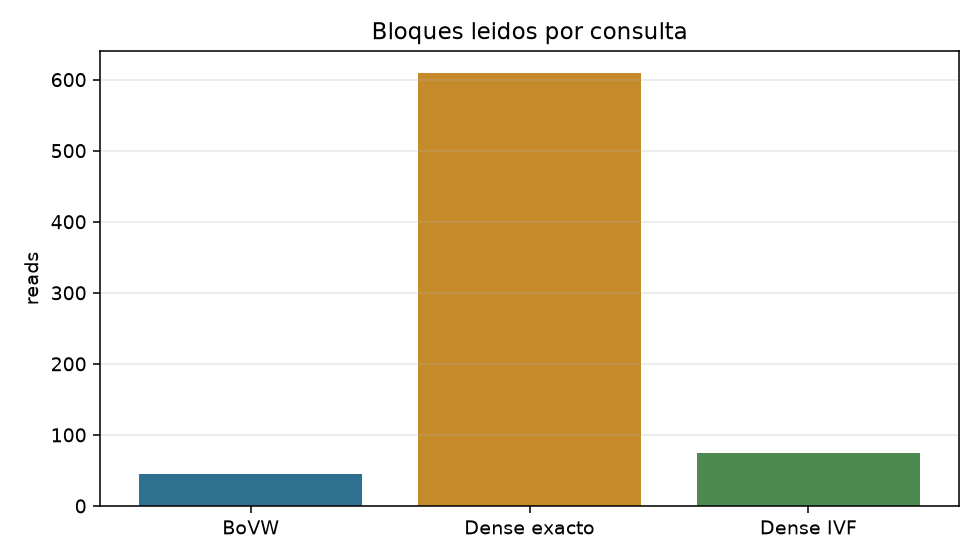 Bloques leidos por consulta
600
500
400
300
200
100
0
reads
BoVW
Dense exacto
Dense IVF